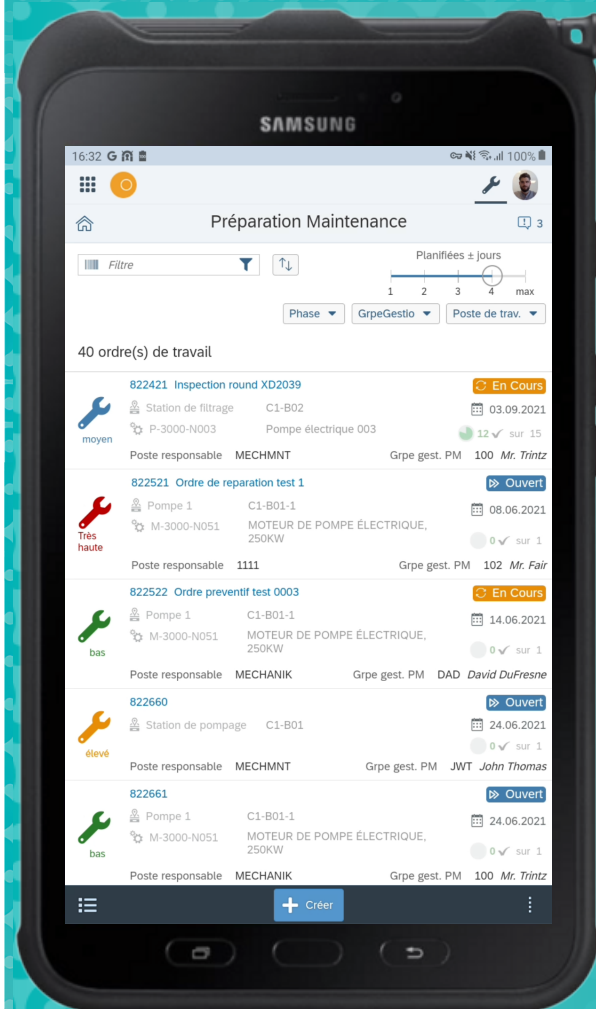 SAMSUNG
16:32 G 100%
Préparation Maintenance 3
Filtre
Planifiées ± jours
1 2 3 4 max
Phase GrpeGestio Poste de trav.
40 ordre(s) de travail
822421 Inspection round XD2039 En Cours
Station de filtrage C1-B02 03.09.2021
P-3000-N003 Pompe électrique 003 12 sur 15
moyen
Poste responsable MECHMNT Grpe gest. PM 100 Mr. Trintz
822521 Ordre de reparation test 1 Ouvert
Pompe 1 C1-B01-1 08.06.2021
M-3000-N051 MOTEUR DE POMPE ÉLECTRIQUE,
250KW 0 sur 1
Très
haute
Poste responsable 1111 Grpe gest. PM 102 Mr. Fair
822522 Ordre preventif test 0003 En Cours
Pompe 1 C1-B01-1 14.06.2021
M-3000-N051 MOTEUR DE POMPE ÉLECTRIQUE,
250KW 0 sur 1
bas
Poste responsable MECHANIK Grpe gest. PM DAD David DuFresne
822660 Ouvert
Station de pompage C1-B01 24.06.2021
0 sur 1
élevé
Poste responsable MECHMNT Grpe gest. PM JWT John Thomas
822661 Ouvert
Pompe 1 C1-B01-1 24.06.2021
M-3000-N051 MOTEUR DE POMPE ÉLECTRIQUE,
250KW 0 sur 1
bas
Poste responsable MECHANIK Grpe gest. PM 100 Mr. Trintz
Créer